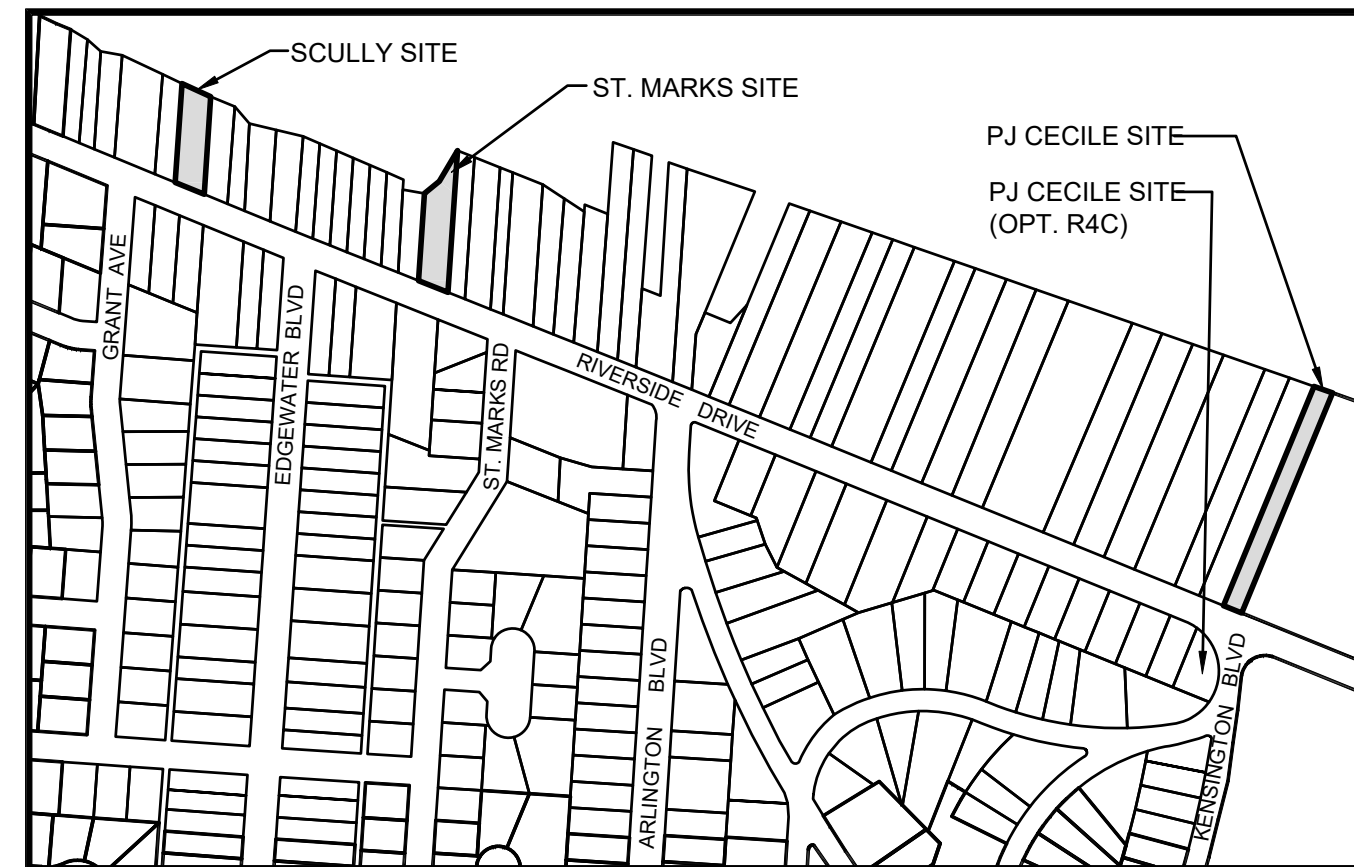 SCULLY SITE
ST. MARKS SITE
PJ CECILE SITE
PJ CECILE SITE
(OPT. R4C)
GRANT AVE
EDGEWATER BLVD
ST. MARKS RD
RIVERSIDE DRIVE
ARLINGTON BLVD
KENSINGTON BLVD